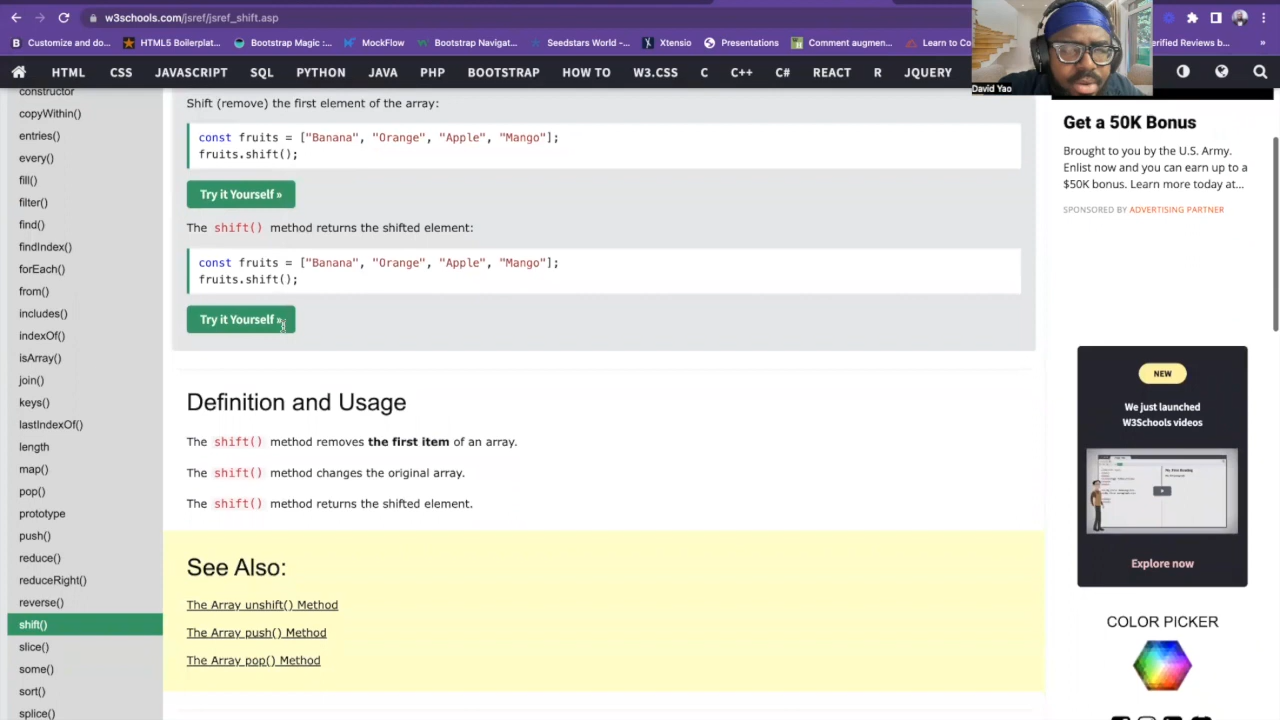 w3schools.com/jsref/jsref_shift.asp
Customize and do...
HTML5 Boilerplat...
Bootstrap Magic :...
MockFlow
Bootstrap Navigat...
Seedstars World -...
Xtensio
Presentations
Comment augmen...
Learn to Co
erified Reviews b...
»
HTML
CSS
JAVASCRIPT
SQL
PYTHON
JAVA
PHP
BOOTSTRAP
HOW TO
W3.CSS
C
C++
C#
REACT
R
JQUERY
David Yao
constructor
copyWithin()
entries()
every()
fill()
filter()
find()
findIndex()
forEach()
from()
includes()
indexOf()
isArray()
join()
keys()
lastIndexOf()
length
map()
pop()
prototype
push()
reduce()
reduceRight()
reverse()
shift()
slice()
some()
sort()
splice()
Shift (remove) the first element of the array:
const fruits = ["Banana", "Orange", "Apple", "Mango"];
fruits.shift();
Try it Yourself »
The shift() method returns the shifted element:
const fruits = ["Banana", "Orange", "Apple", "Mango"];
fruits.shift();
Try it Yourself »
Definition and Usage
The shift() method removes the first item of an array.
The shift() method changes the original array.
The shift() method returns the shifted element.
See Also:
The Array unshift() Method
The Array push() Method
The Array pop() Method
Get a 50K Bonus
Brought to you by the U.S. Army.
Enlist now and you can earn up to a
$50K bonus. Learn more today at...
SPONSORED BY ADVERTISING PARTNER
NEW
We just launched
W3Schools videos
Explore now
COLOR PICKER